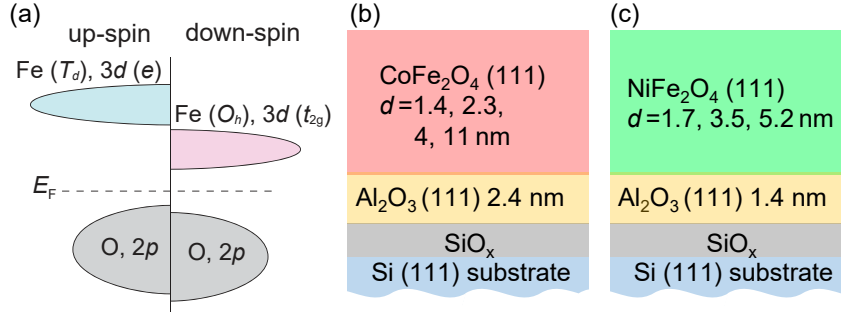 (a)
up-spin
down-spin
Fe (Td), 3d (e)
Fe (Oh), 3d (t2g)
EF
O, 2p
O, 2p
(b)
CoFe2O4 (111)
d=1.4, 2.3,
4, 11 nm
Al2O3 (111) 2.4 nm
SiOx
Si (111) substrate
(c)
NiFe2O4 (111)
d=1.7, 3.5, 5.2 nm
Al2O3 (111) 1.4 nm
SiOx
Si (111) substrate